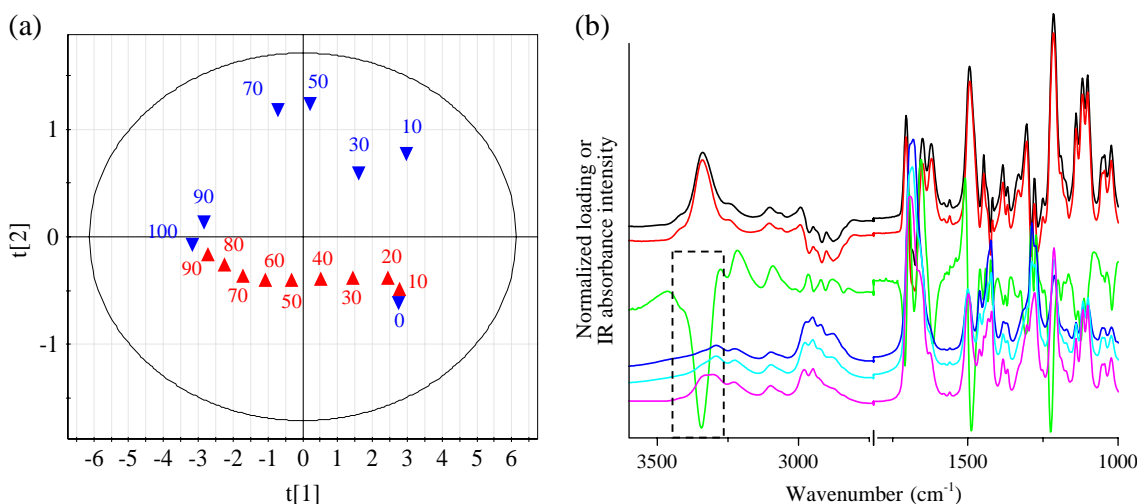 (a)
70
50
10
30
90
100
90
80
70
60
50
40
30
20
10
0
1
0
-1
t[2]
-6 -5 -4 -3 -2 -1 0 1 2 3 4 5 6
t[1]
(b)
Normalized loading or
IR absorbance intensity
3500 3000 1500 1000
Wavenumber (cm⁻¹)